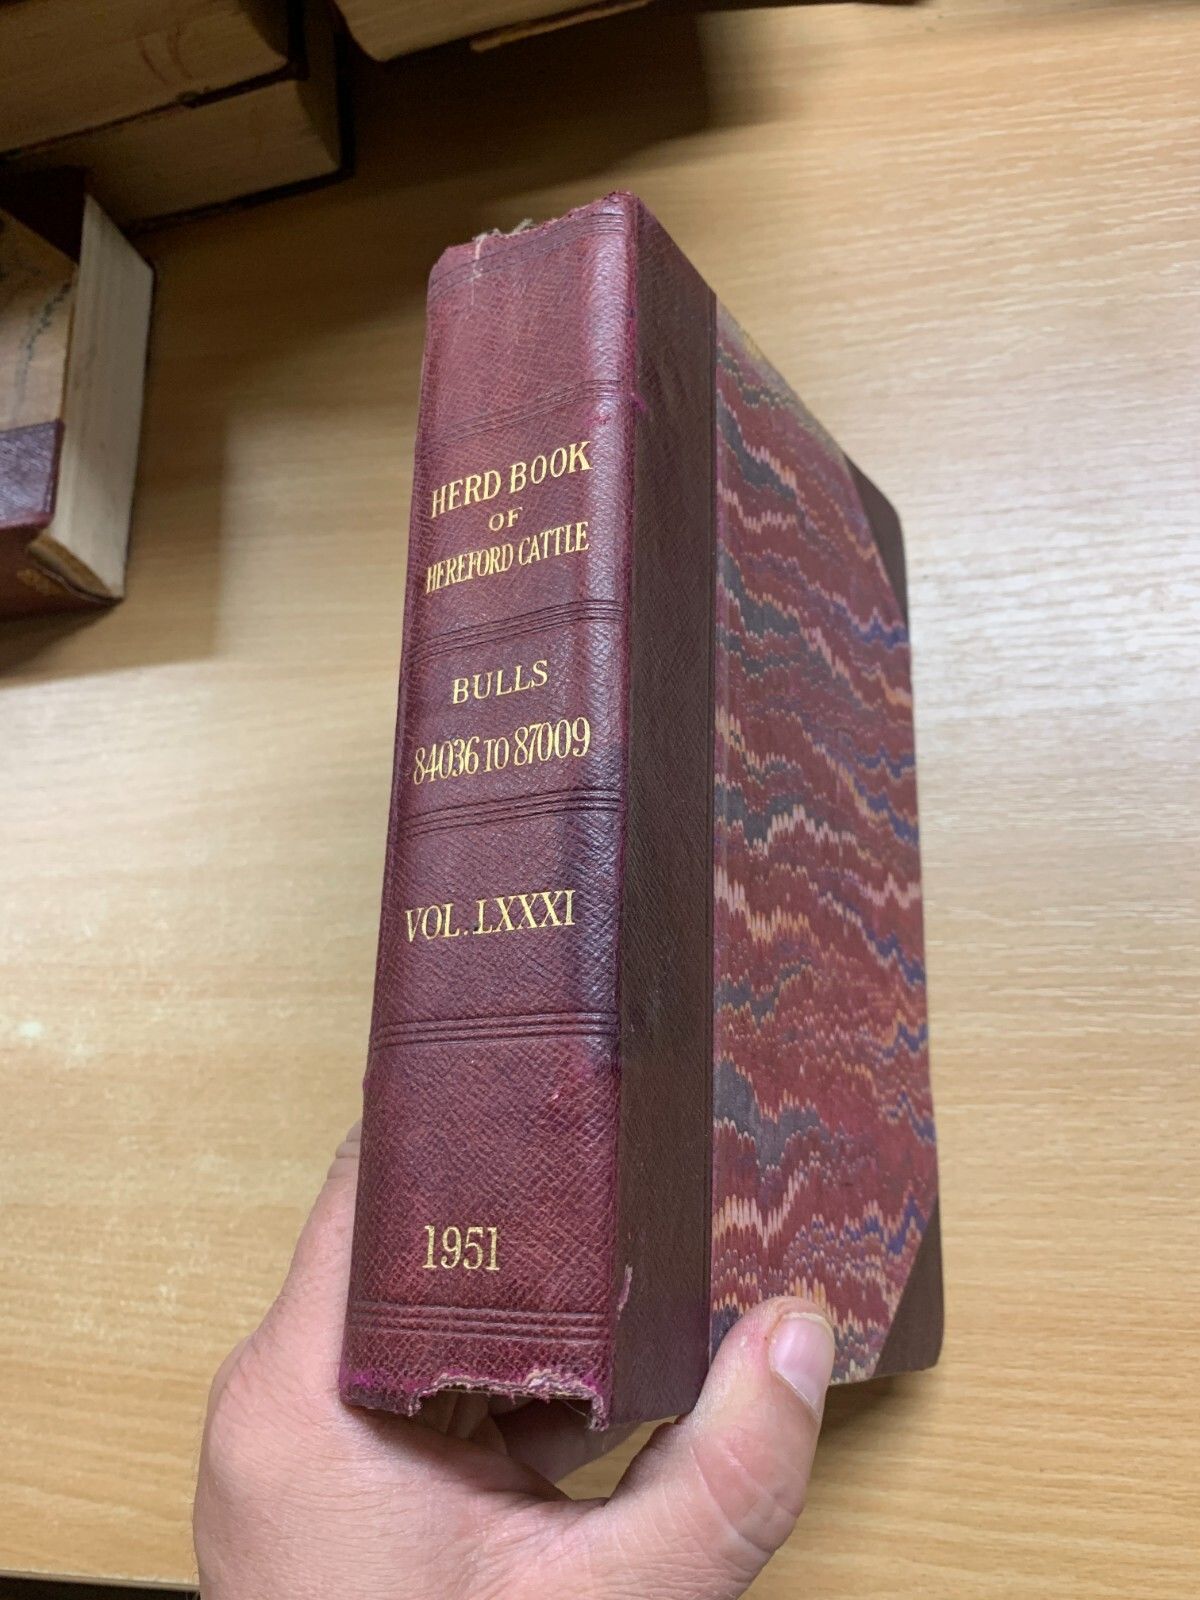 HERD BOOK
OF
HEREFORD CATTLE
BULLS
84036 TO 87009
VOL. LXXXI
1951